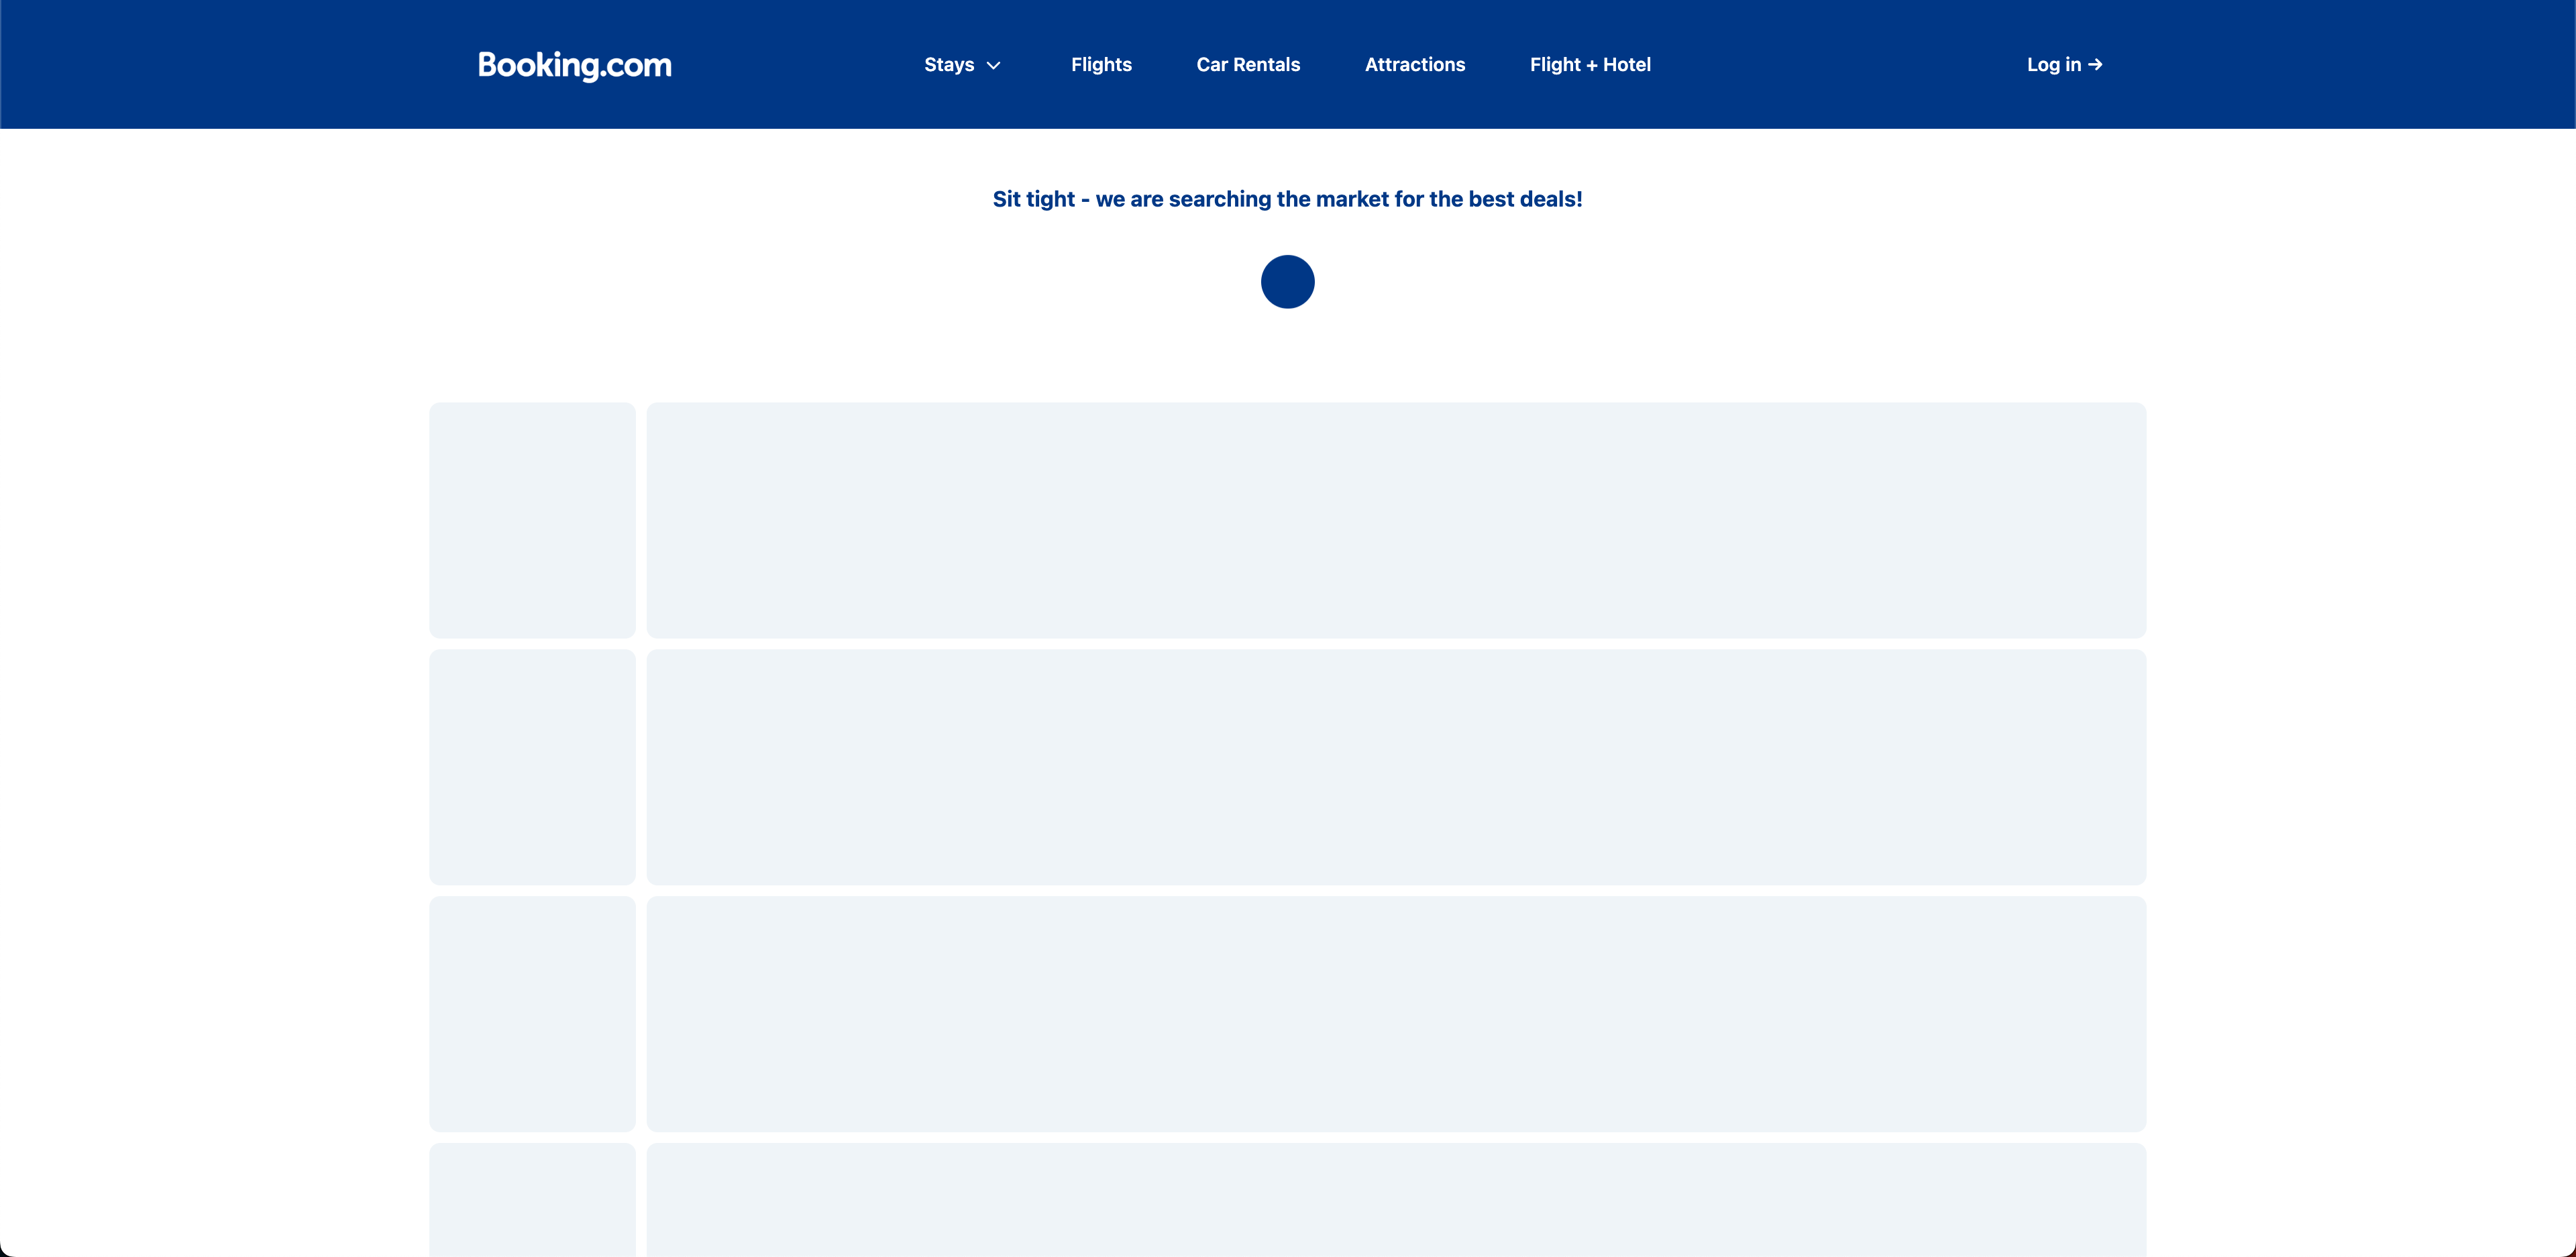 Booking.com
Stays
Flights
Car Rentals
Attractions
Flight + Hotel
Log in →
Sit tight - we are searching the market for the best deals!